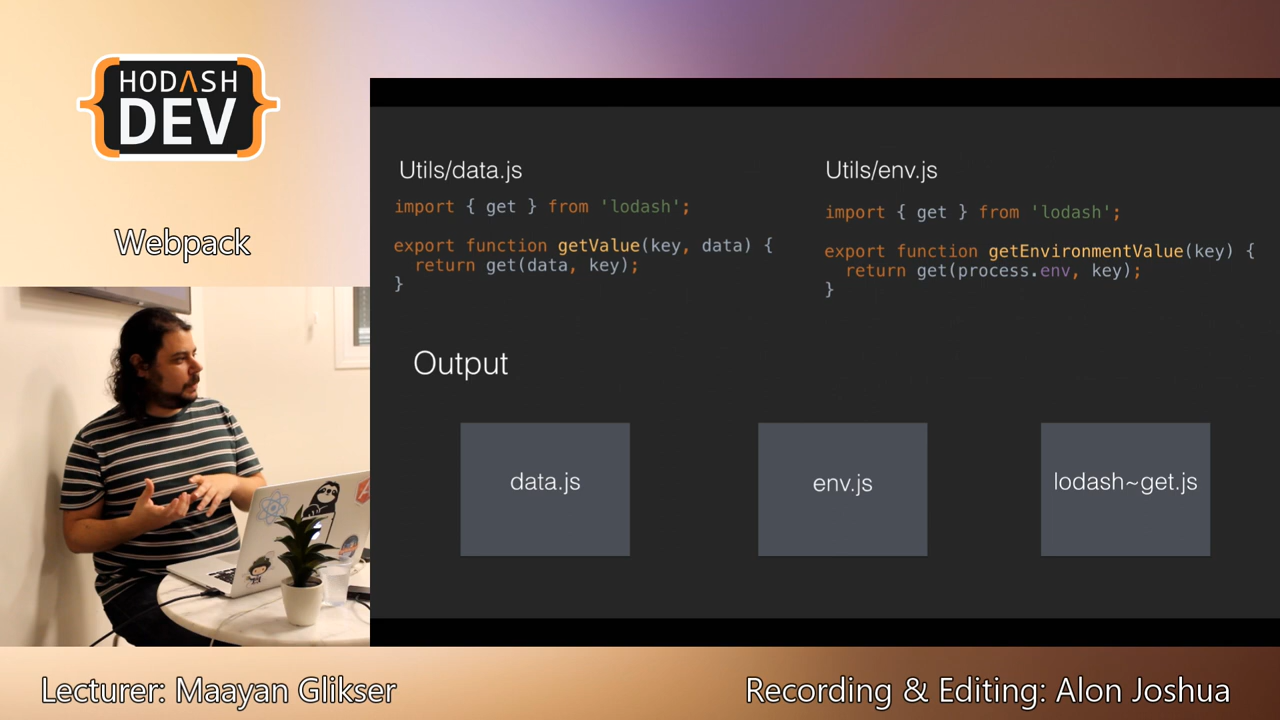 HODASH
DEV
Webpack
Utils/data.js
import { get } from 'lodash';
export function getValue(key, data) {
  return get(data, key);
}
Utils/env.js
import { get } from 'lodash';
export function getEnvironmentValue(key) {
  return get(process.env, key);
}
Output
data.js
env.js
lodash~get.js
Lecturer: Maayan Glikser
Recording & Editing: Alon Joshua